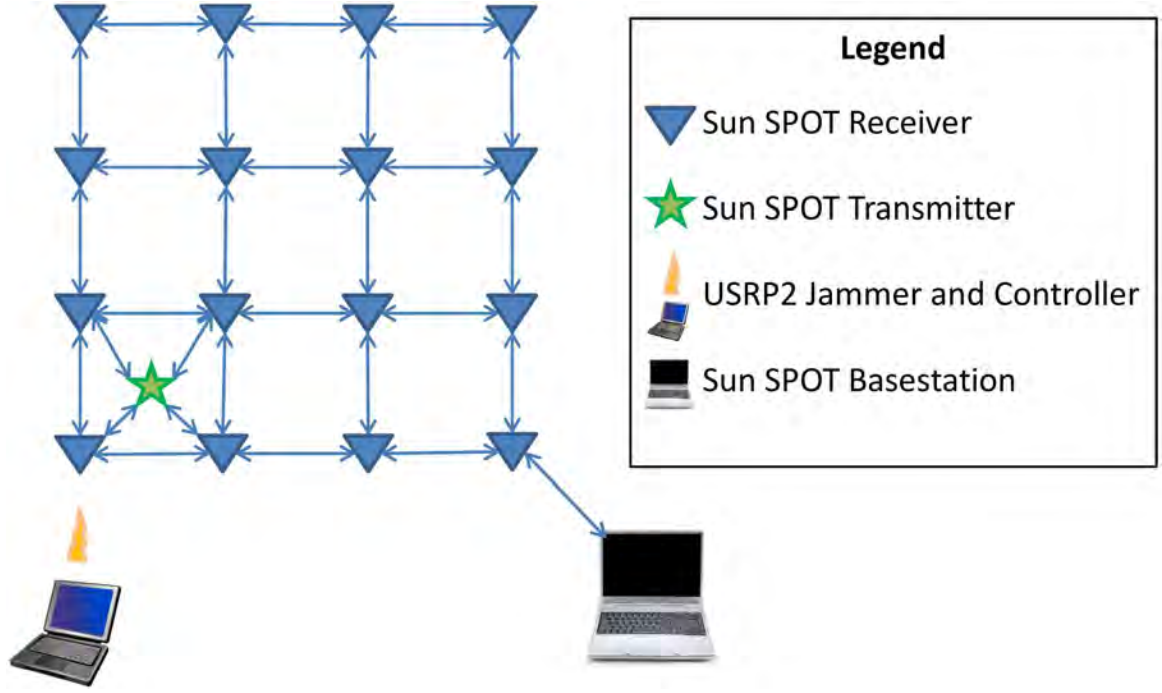 Legend
Sun SPOT Receiver
Sun SPOT Transmitter
USRP2 Jammer and Controller
Sun SPOT Basestation